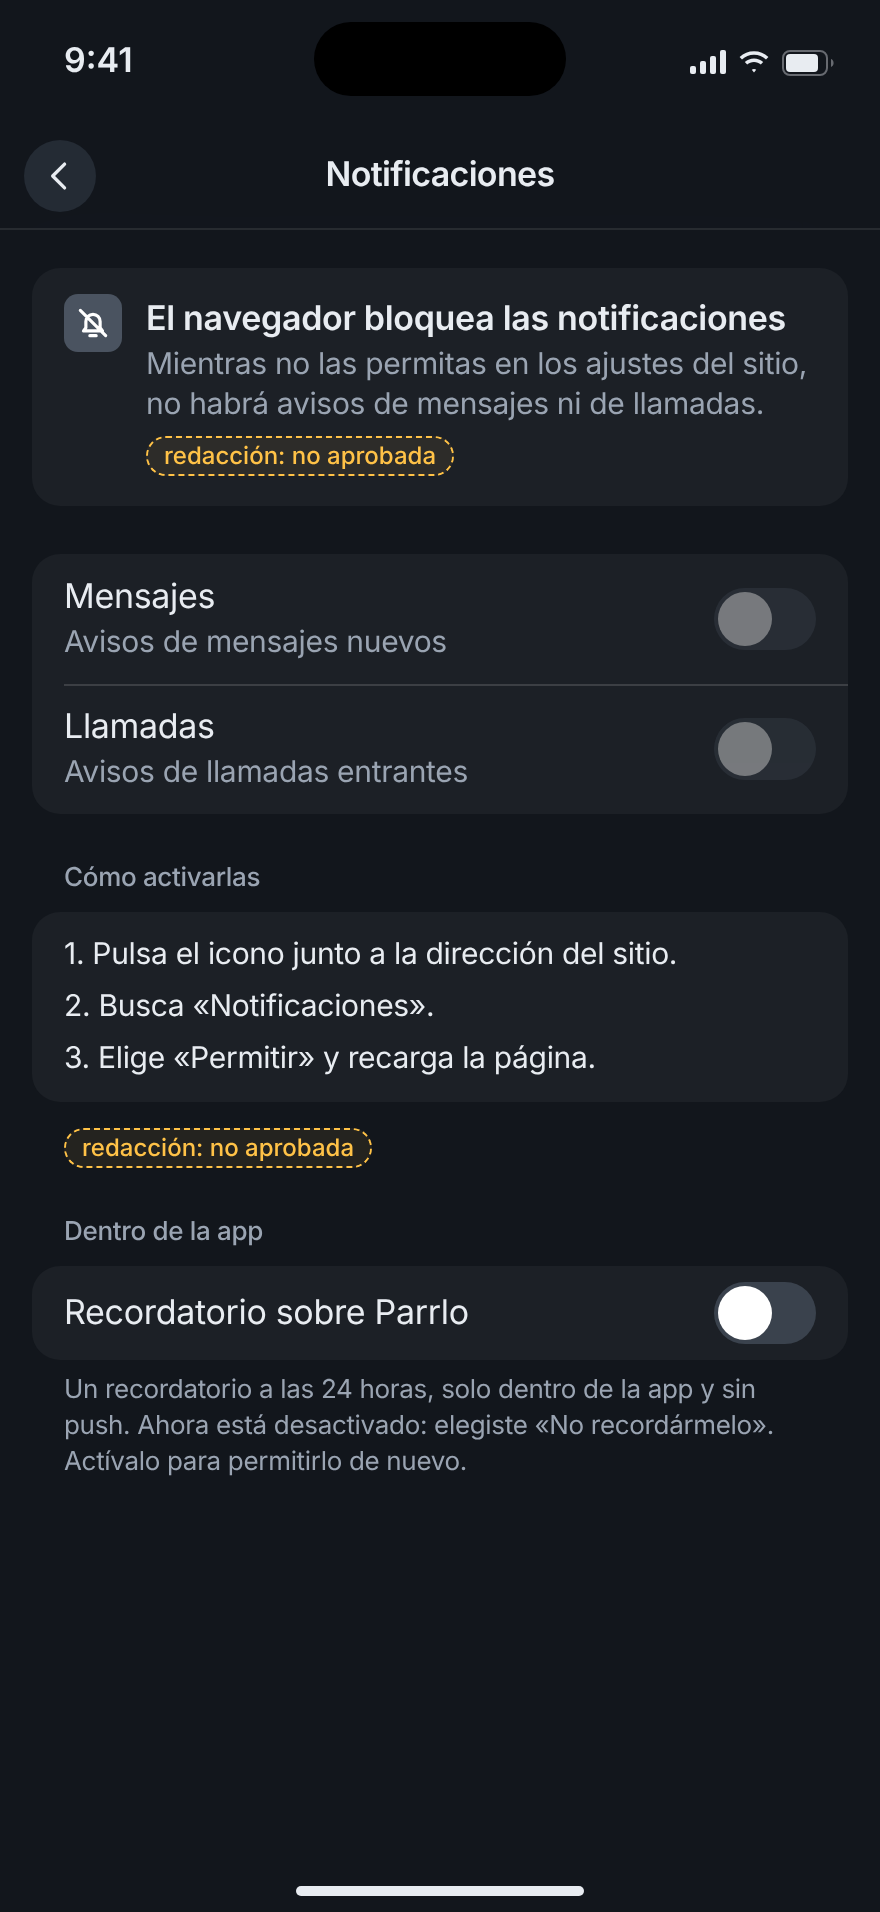 9:41
Notificaciones
El navegador bloquea las notificaciones
Mientras no las permitas en los ajustes del sitio,
no habrá avisos de mensajes ni de llamadas.
redacción: no aprobada
Mensajes
Avisos de mensajes nuevos
Llamadas
Avisos de llamadas entrantes
Cómo activarlas
1. Pulsa el icono junto a la dirección del sitio.
2. Busca «Notificaciones».
3. Elige «Permitir» y recarga la página.
redacción: no aprobada
Dentro de la app
Recordatorio sobre Parrlo
Un recordatorio a las 24 horas, solo dentro de la app y sin
push. Ahora está desactivado: elegiste «No recordármelo».
Actívalo para permitirlo de nuevo.